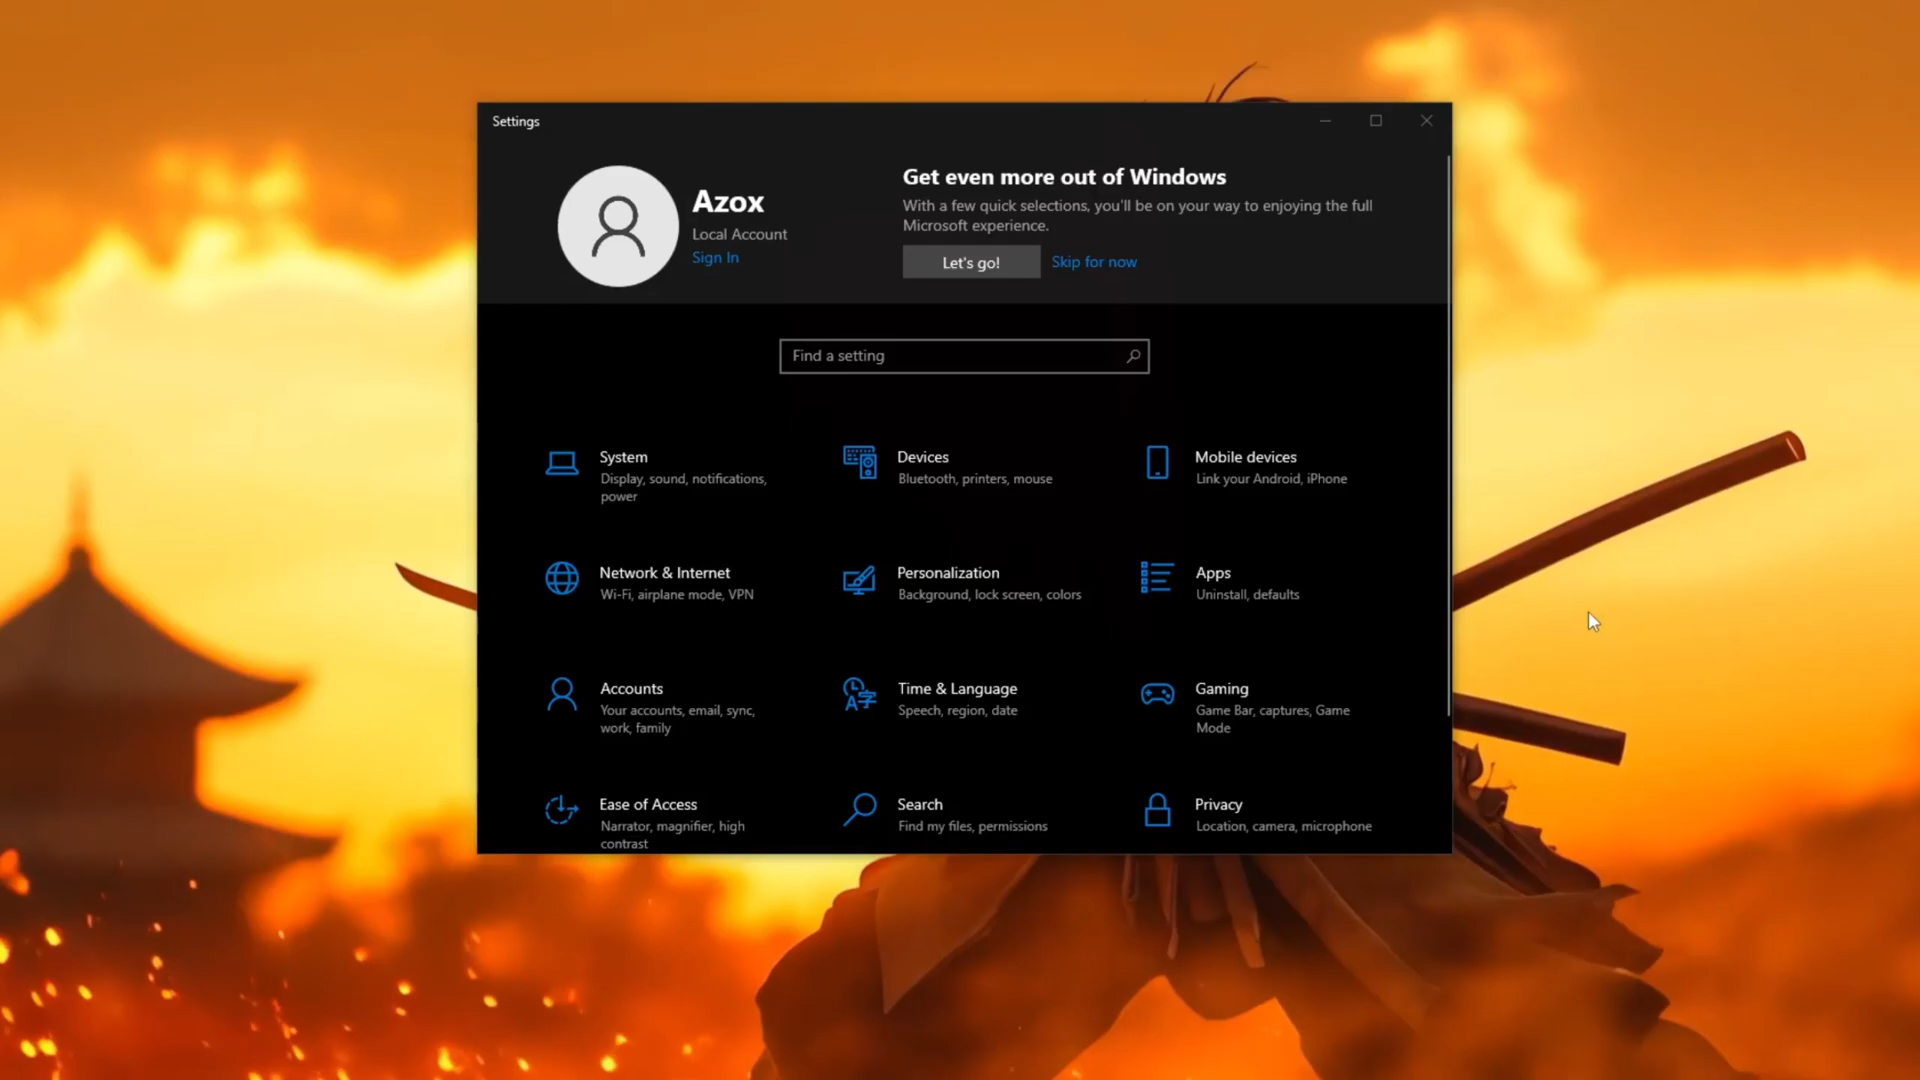 Settings
Azox
Local Account
Sign In
Get even more out of Windows
With a few quick selections, you'll be on your way to enjoying the full
Microsoft experience.
Let's go!
Skip for now
Find a setting
System
Display, sound, notifications,
power
Devices
Bluetooth, printers, mouse
Mobile devices
Link your Android, iPhone
Network & Internet
Wi-Fi, airplane mode, VPN
Personalization
Background, lock screen, colors
Apps
Uninstall, defaults
Accounts
Your accounts, email, sync,
work, family
Time & Language
Speech, region, date
Gaming
Game Bar, captures, Game
Mode
Ease of Access
Narrator, magnifier, high
contrast
Search
Find my files, permissions
Privacy
Location, camera, microphone